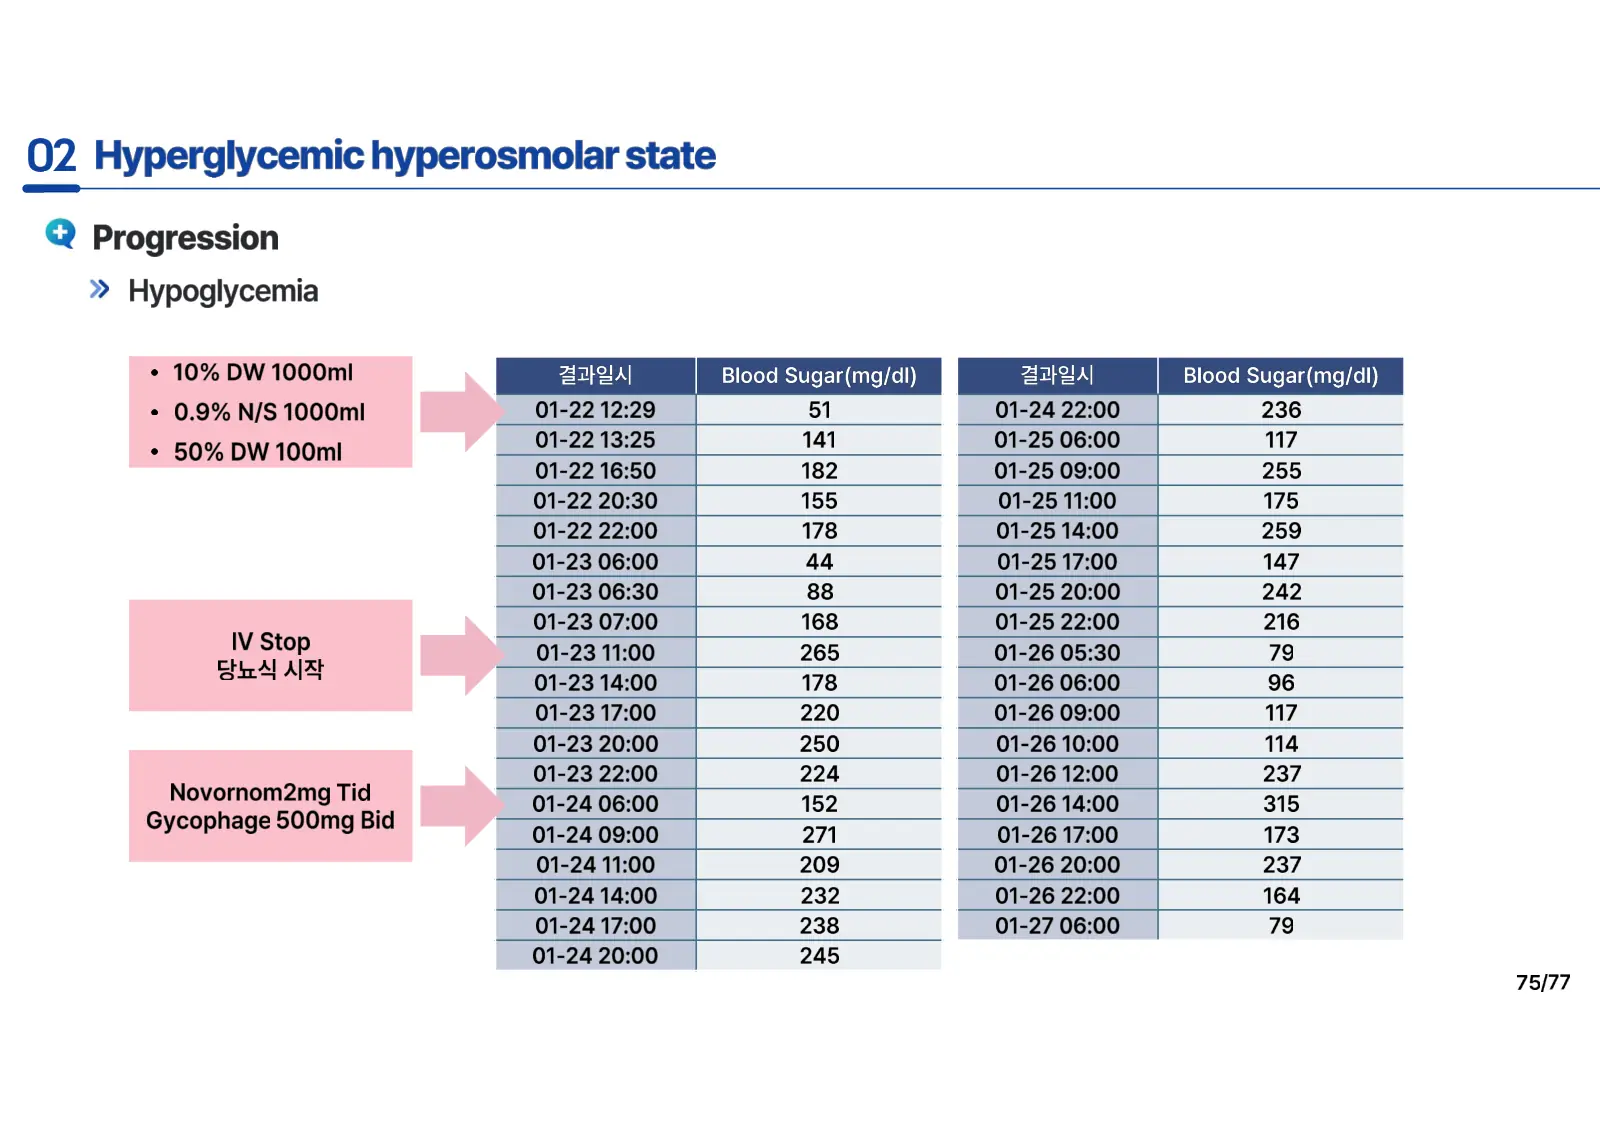 02 Hyperglycemic hyperosmolar state
Progression
Hypoglycemia
• 10% DW 1000ml
• 0.9% N/S 1000ml
• 50% DW 100ml
IV Stop
당뇨식 시작
Novornom2mg Tid
Gycophage 500mg Bid
결과일시 Blood Sugar(mg/dl)
01-22 12:29 51
01-22 13:25 141
01-22 16:50 182
01-22 20:30 155
01-22 22:00 178
01-23 06:00 44
01-23 06:30 88
01-23 07:00 168
01-23 11:00 265
01-23 14:00 178
01-23 17:00 220
01-23 20:00 250
01-23 22:00 224
01-24 06:00 152
01-24 09:00 271
01-24 11:00 209
01-24 14:00 232
01-24 17:00 238
01-24 20:00 245
결과일시 Blood Sugar(mg/dl)
01-24 22:00 236
01-25 06:00 117
01-25 09:00 255
01-25 11:00 175
01-25 14:00 259
01-25 17:00 147
01-25 20:00 242
01-25 22:00 216
01-26 05:30 79
01-26 06:00 96
01-26 09:00 117
01-26 10:00 114
01-26 12:00 237
01-26 14:00 315
01-26 17:00 173
01-26 20:00 237
01-26 22:00 164
01-27 06:00 79
75/77